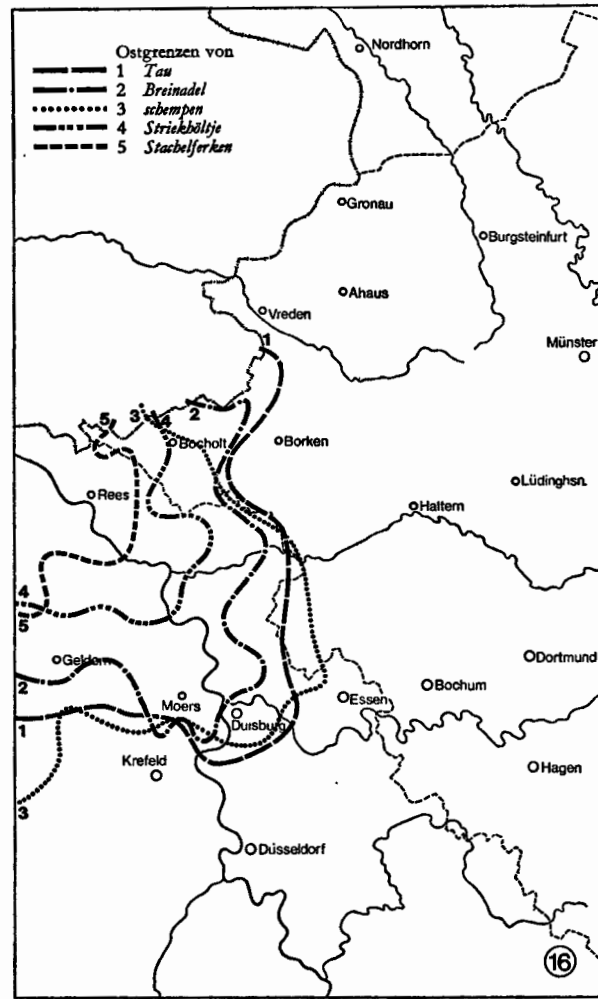 Ostgrenzen von
1 Tau
2 Breinadel
3 schempen
4 Striekhöltje
5 Stachelferken
Nordhorn
Gronau
Burgsteinfurt
Ahaus
Vreden
1
Münster
2
3
4
5
Bocholt
Borken
Rees
Lüdinghsn.
Haltern
4
5
Geldern
Dortmund
2
Moers
Essen
Bochum
1
Duisburg
Krefeld
Hagen
3
Düsseldorf
16